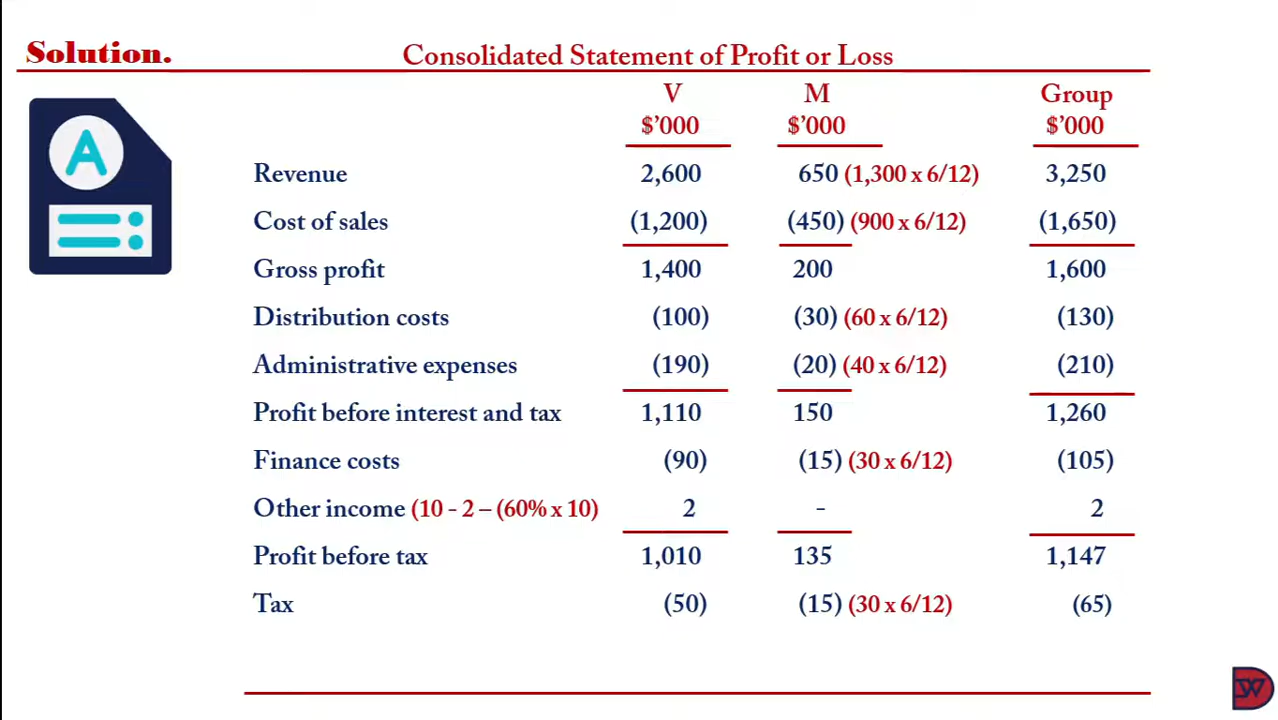 Solution.
Consolidated Statement of Profit or Loss
V M Group
$'000 $'000 $'000
Revenue 2,600 650 (1,300 x 6/12) 3,250
Cost of sales (1,200) (450) (900 x 6/12) (1,650)
Gross profit 1,400 200 1,600
Distribution costs (100) (30) (60 x 6/12) (130)
Administrative expenses (190) (20) (40 x 6/12) (210)
Profit before interest and tax 1,110 150 1,260
Finance costs (90) (15) (30 x 6/12) (105)
Other income (10 - 2 – (60% x 10) 2 - 2
Profit before tax 1,010 135 1,147
Tax (50) (15) (30 x 6/12) (65)
A
W